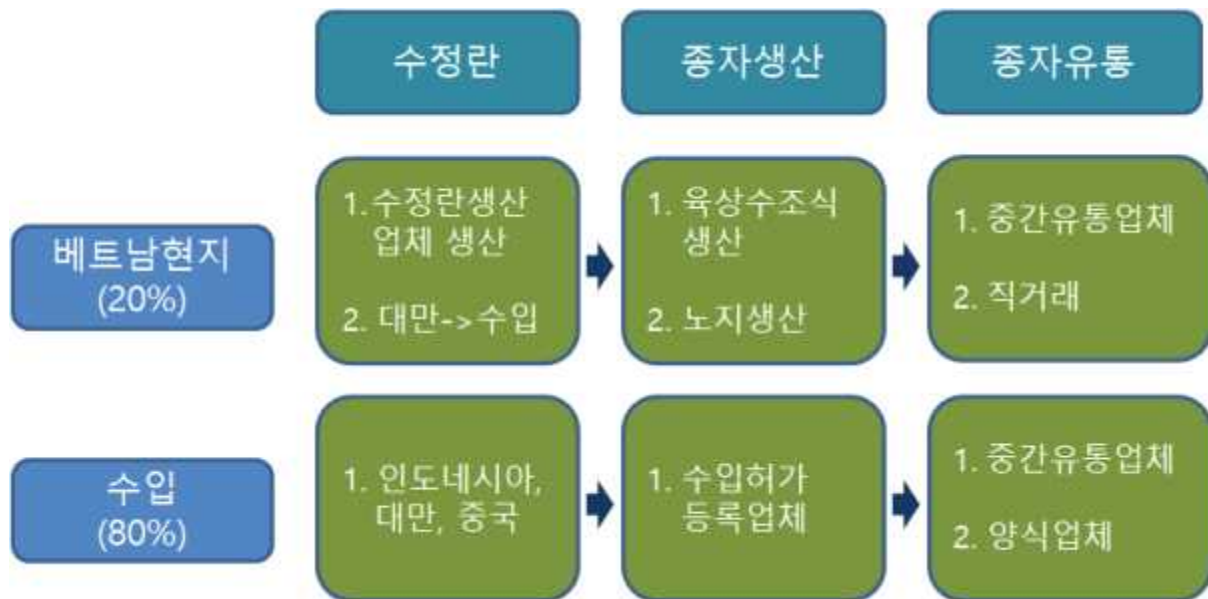 수정란
종자생산
종자유통
베트남현지
(20%)
1.수정란생산
업체 생산
2. 대만->수입
1. 육상수조식
생산
2. 노지생산
1. 중간유통업체
2. 직거래
수입
(80%)
1. 인도네시아,
대만, 중국
1. 수입허가
등록업체
1. 중간유통업체
2. 양식업체